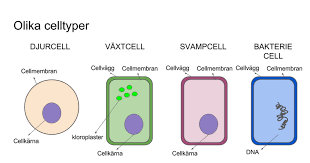 Olika celltyper
DJURCELL VÄXTCELL SVAMPCELL BAKTERIE
CELL
Cellmembran Cellvägg Cellmembran Cellvägg Cellmembran Cellvägg Cellmembran
Cellkärna kloroplaster Cellkärna Cellkärna DNA